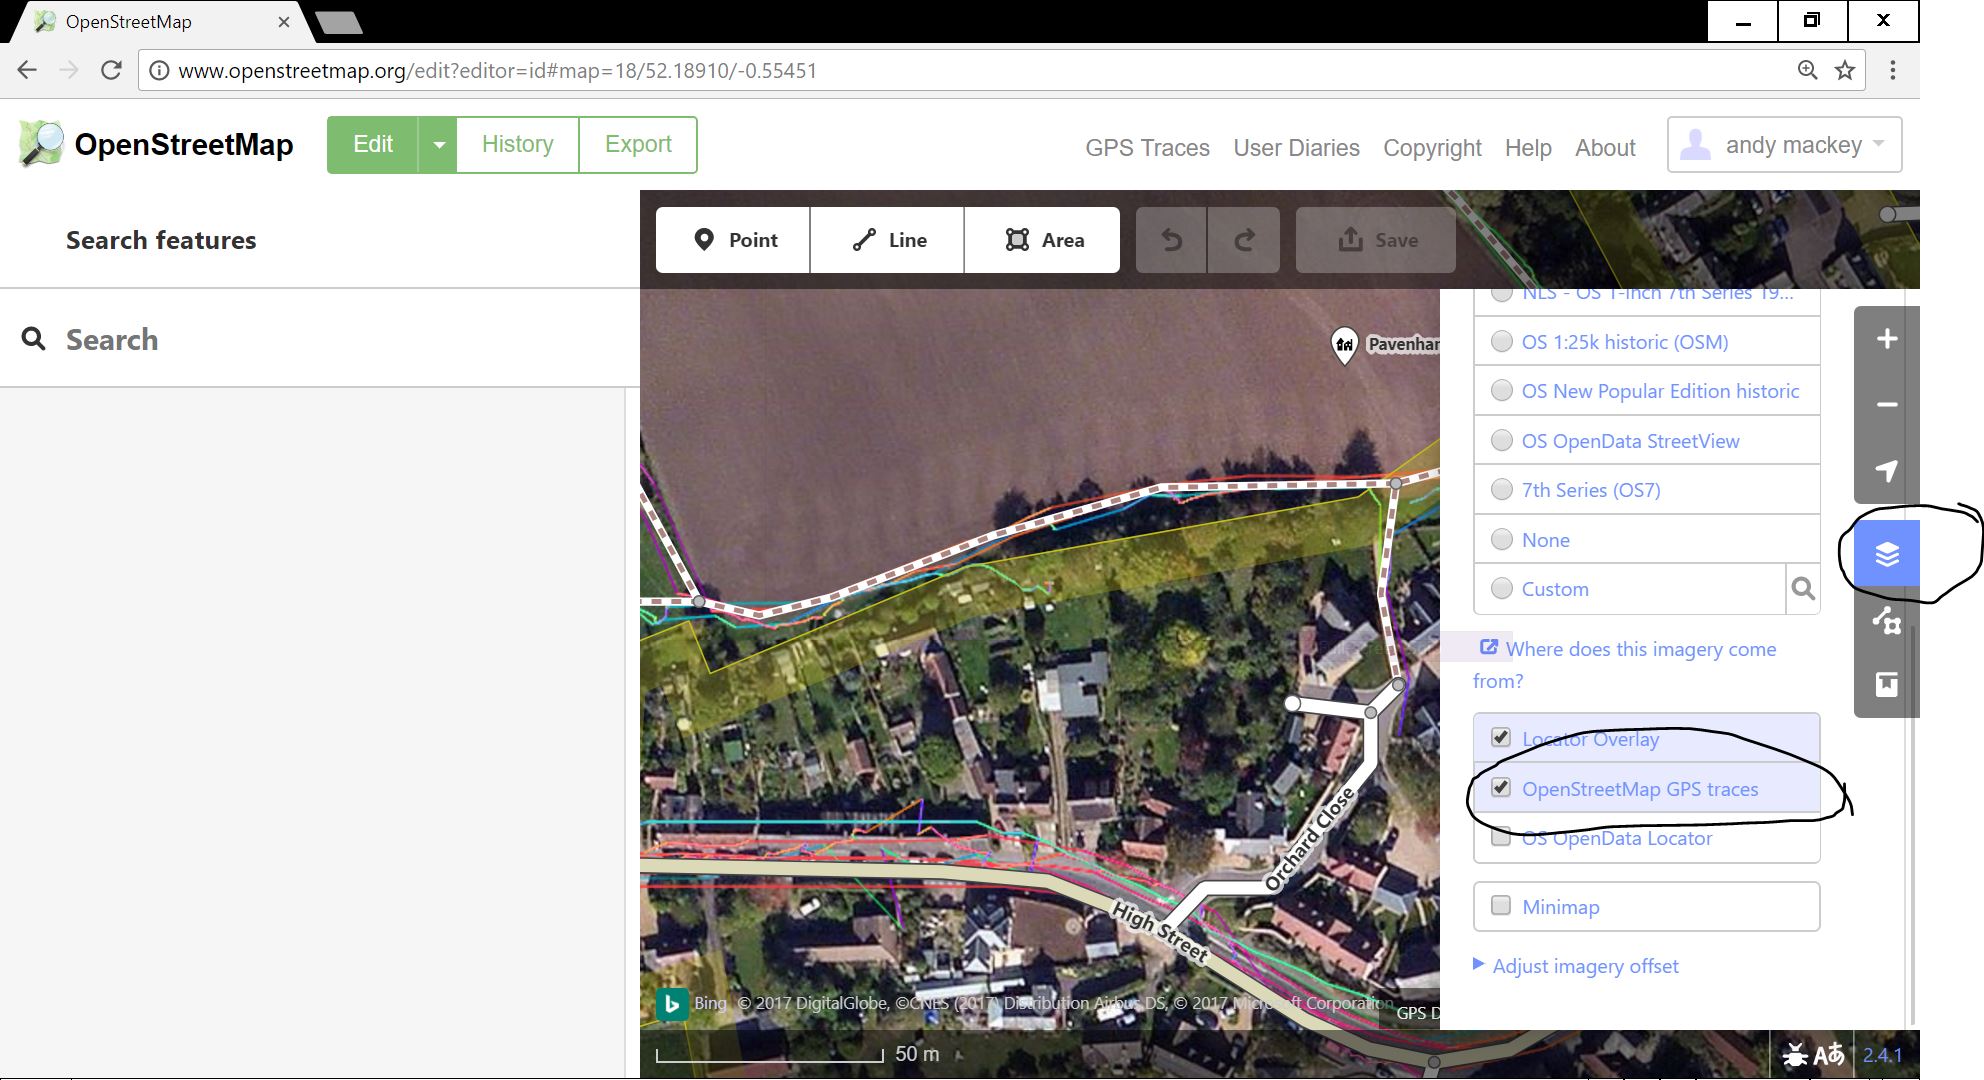 OpenStreetMap
www.openstreetmap.org/edit?editor=id#map=18/52.18910/-0.55451
OpenStreetMap
Edit
History
Export
GPS Traces
User Diaries
Copyright
Help
About
andy mackey
Search features
Point
Line
Area
Save
Search
Pavenhar
NLS - OS 1-inch 7th Series 19...
OS 1:25k historic (OSM)
OS New Popular Edition historic
OS OpenData StreetView
7th Series (OS7)
None
Custom
Where does this imagery come
from?
Locator Overlay
OpenStreetMap GPS traces
OS OpenData Locator
Minimap
Adjust imagery offset
Orchard Close
High Street
Bing © 2017 DigitalGlobe, ©CNES (2017) Distribution Airbus DS, © 2017 Microsoft Corporation
GPS D
50 m
Aあ
2.4.1